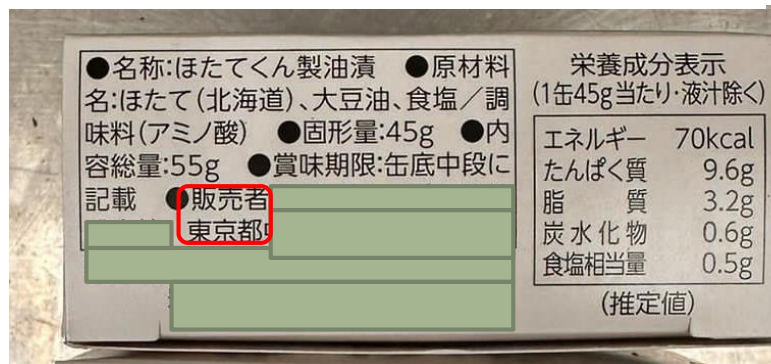 ●名称:ほたてくん製油漬 ●原材料
名:ほたて(北海道)、大豆油、食塩/調
味料(アミノ酸) ●固形量:45g ●内
容総量:55g ●賞味期限:缶底中段に
記載 ●販売者
東京都
栄養成分表示
(1缶45g当たり・液汁除く)
エネルギー 70kcal
たんぱく質 9.6g
脂質 3.2g
炭水化物 0.6g
食塩相当量 0.5g
(推定値)